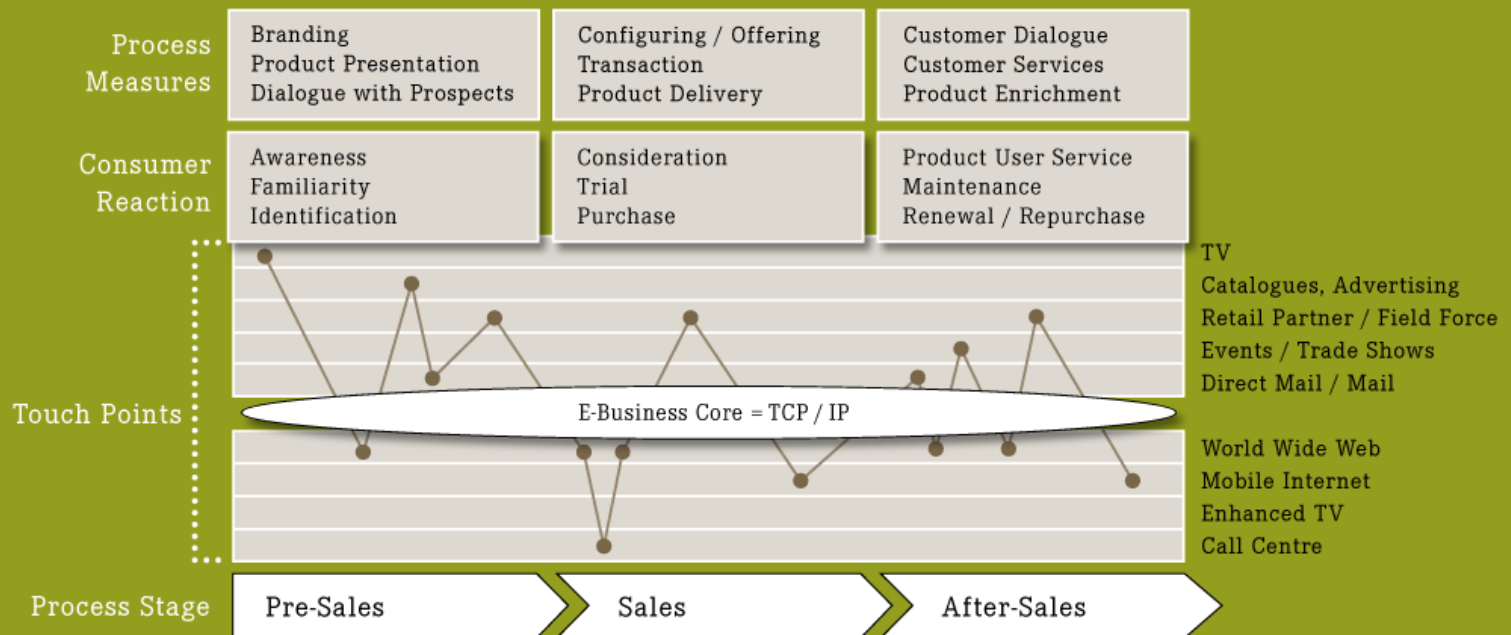 Process
Measures
Branding
Product Presentation
Dialogue with Prospects
Configuring / Offering
Transaction
Product Delivery
Customer Dialogue
Customer Services
Product Enrichment
Consumer
Reaction
Awareness
Familiarity
Identification
Consideration
Trial
Purchase
Product User Service
Maintenance
Renewal / Repurchase
Touch Points
TV
Catalogues, Advertising
Retail Partner / Field Force
Events / Trade Shows
Direct Mail / Mail
E-Business Core = TCP / IP
World Wide Web
Mobile Internet
Enhanced TV
Call Centre
Process Stage
Pre-Sales
Sales
After-Sales